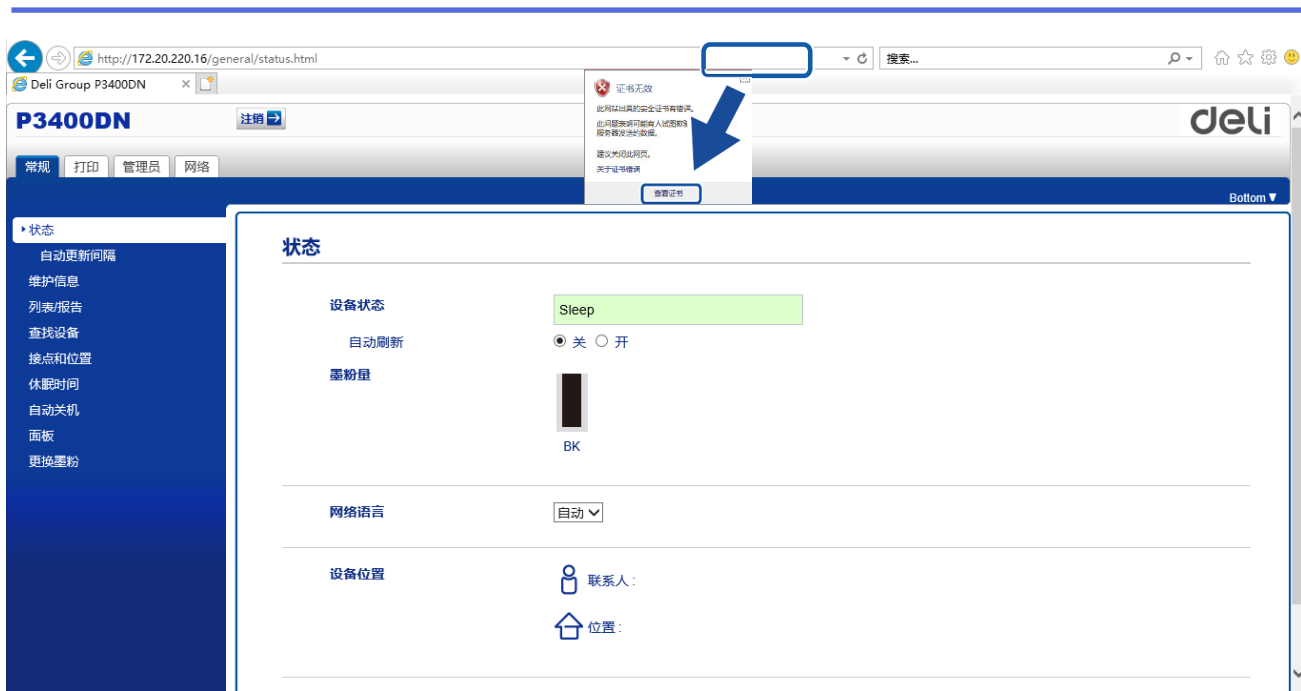 http://172.20.220.16/general/status.html
搜索...
Deli Group P3400DN
证书无效
此网站出具的安全证书有错误。
此问题表明可能有人试图欺
服务器发送的数据。
建议关闭此网页。
关于证书错误
查看证书
P3400DN
注销
deli
常规 打印 管理员 网络
Bottom▼
状态
自动更新间隔
维护信息
列表/报告
查找设备
接点和位置
休眠时间
自动关机
面板
更换墨粉
状态
设备状态 Sleep
自动刷新 关 开
墨粉量
BK
网络语言 自动
设备位置 联系人:
位置: